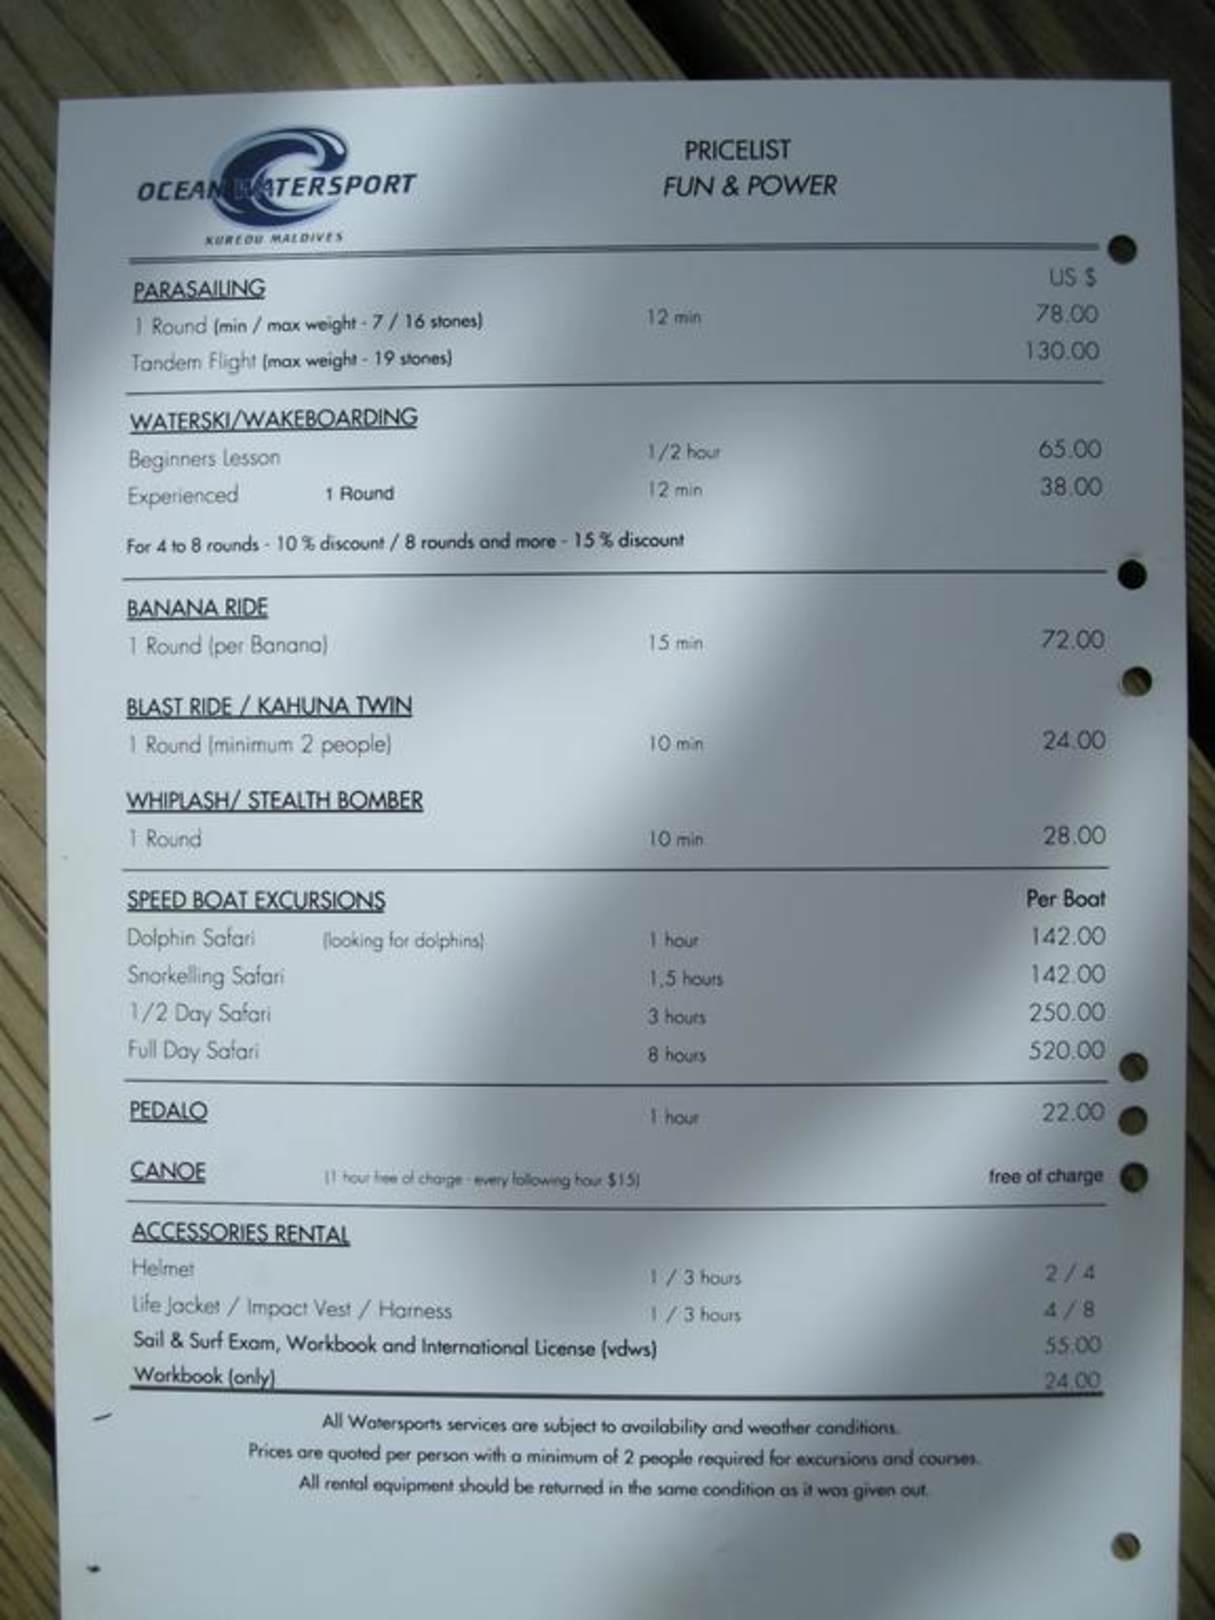 OCEAN WATERSPORT
KUREDU MALDIVES
PRICELIST
FUN & POWER
US $
PARASAILING
1 Round (min / max weight - 7 / 16 stones) 12 min 78.00
Tandem Flight (max weight - 19 stones) 130.00
WATERSKI/WAKEBOARDING
Beginners Lesson 1/2 hour 65.00
Experienced 1 Round 12 min 38.00
For 4 to 8 rounds - 10 % discount / 8 rounds and more - 15 % discount
BANANA RIDE
1 Round (per Banana) 15 min 72.00
BLAST RIDE / KAHUNA TWIN
1 Round (minimum 2 people) 10 min 24.00
WHIPLASH/ STEALTH BOMBER
1 Round 10 min 28.00
SPEED BOAT EXCURSIONS Per Boat
Dolphin Safari (looking for dolphins) 1 hour 142.00
Snorkelling Safari 1,5 hours 142.00
1/2 Day Safari 3 hours 250.00
Full Day Safari 8 hours 520.00
PEDALO 1 hour 22.00
CANOE (1 hour free of charge - every following hour $15) free of charge
ACCESSORIES RENTAL
Helmet 1 / 3 hours 2 / 4
Life Jacket / Impact Vest / Harness 1 / 3 hours 4 / 8
Sail & Surf Exam, Workbook and International License (vdws) 55.00
Workbook (only) 24.00
All Watersports services are subject to availability and weather conditions.
Prices are quoted per person with a minimum of 2 people required for excursions and courses.
All rental equipment should be returned in the same condition as it was given out.